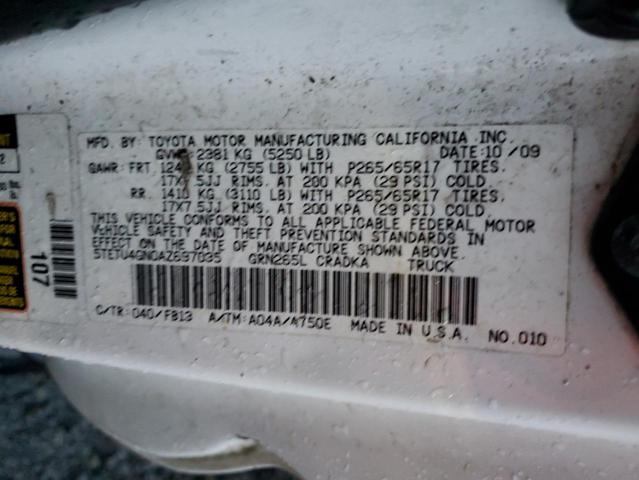 MFD. BY: TOYOTA MOTOR MANUFACTURING CALIFORNIA, INC.
2381 KG (5250 LB) DATE: 10/09
GAWR: FRT. KG (2755 LB) WITH P265/65R17 TIRES.
17X7.5JJ RIMS. AT 200 KPA (29 PSI) COLD.
RR. 1410 KG (3110 LB) WITH P265/65R17 TIRES.
17X7.5JJ RIMS. AT 200 KPA (29 PSI) COLD.
THIS VEHICLE CONFORMS TO ALL APPLICABLE FEDERAL MOTOR
VEHICLE SAFETY AND THEFT PREVENTION STANDARDS IN
EFFECT ON THE DATE OF MANUFACTURE SHOWN ABOVE.
5TETU4GN0AZ697035 GRN265L CRADKA TRUCK
C/TR: 040/FB13 A/TM: A04A/A750E MADE IN U.S.A. NO. 010
107